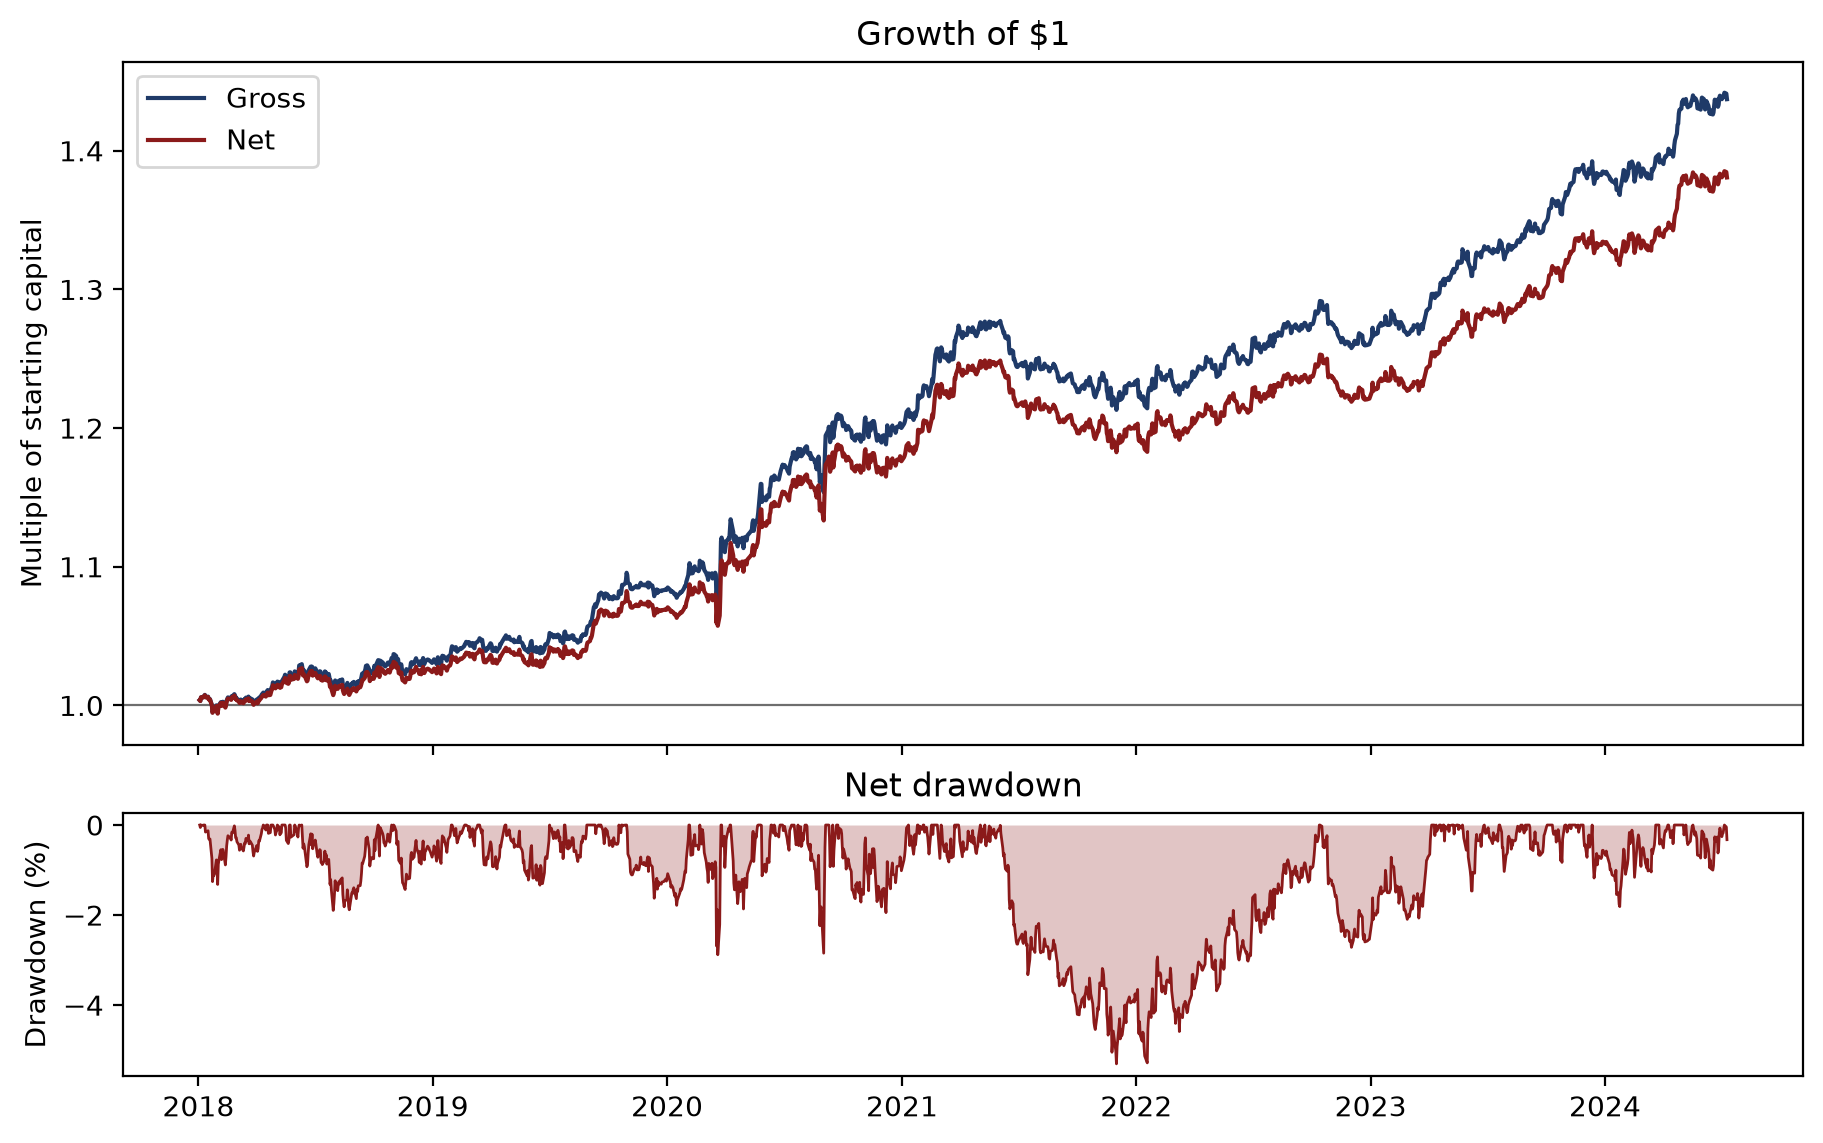 Growth of $1
Gross
Net
Multiple of starting capital
1.4
1.3
1.2
1.1
1.0
Net drawdown
Drawdown (%)
0
−2
−4
2018 2019 2020 2021 2022 2023 2024